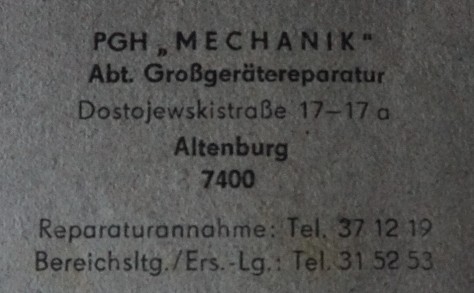 PGH „MECHANIK"
Abt. Großgerätereparatur
Dostojewskistraße 17–17 a
Altenburg
7400
Reparaturannahme: Tel. 37 12 19
Bereichsltg./Ers.-Lg.: Tel. 31 52 53